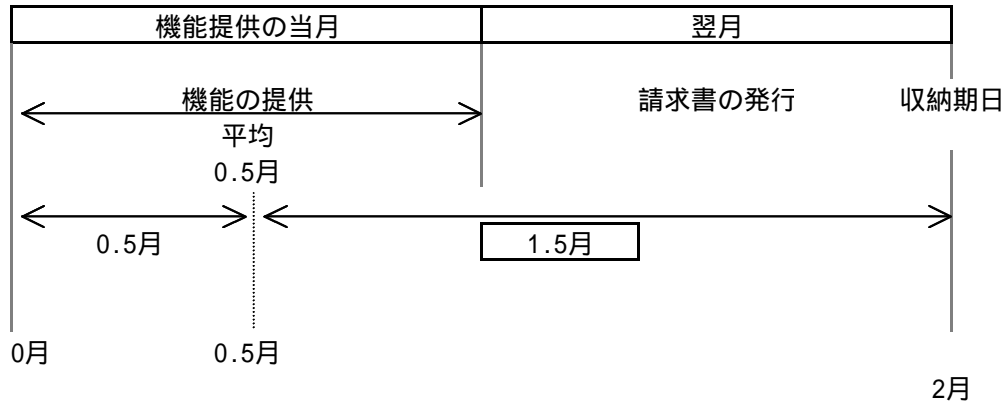 機能提供の当月 翌月
機能の提供 請求書の発行 収納期日
平均
0.5月
0.5月 1.5月
0月 0.5月
2月